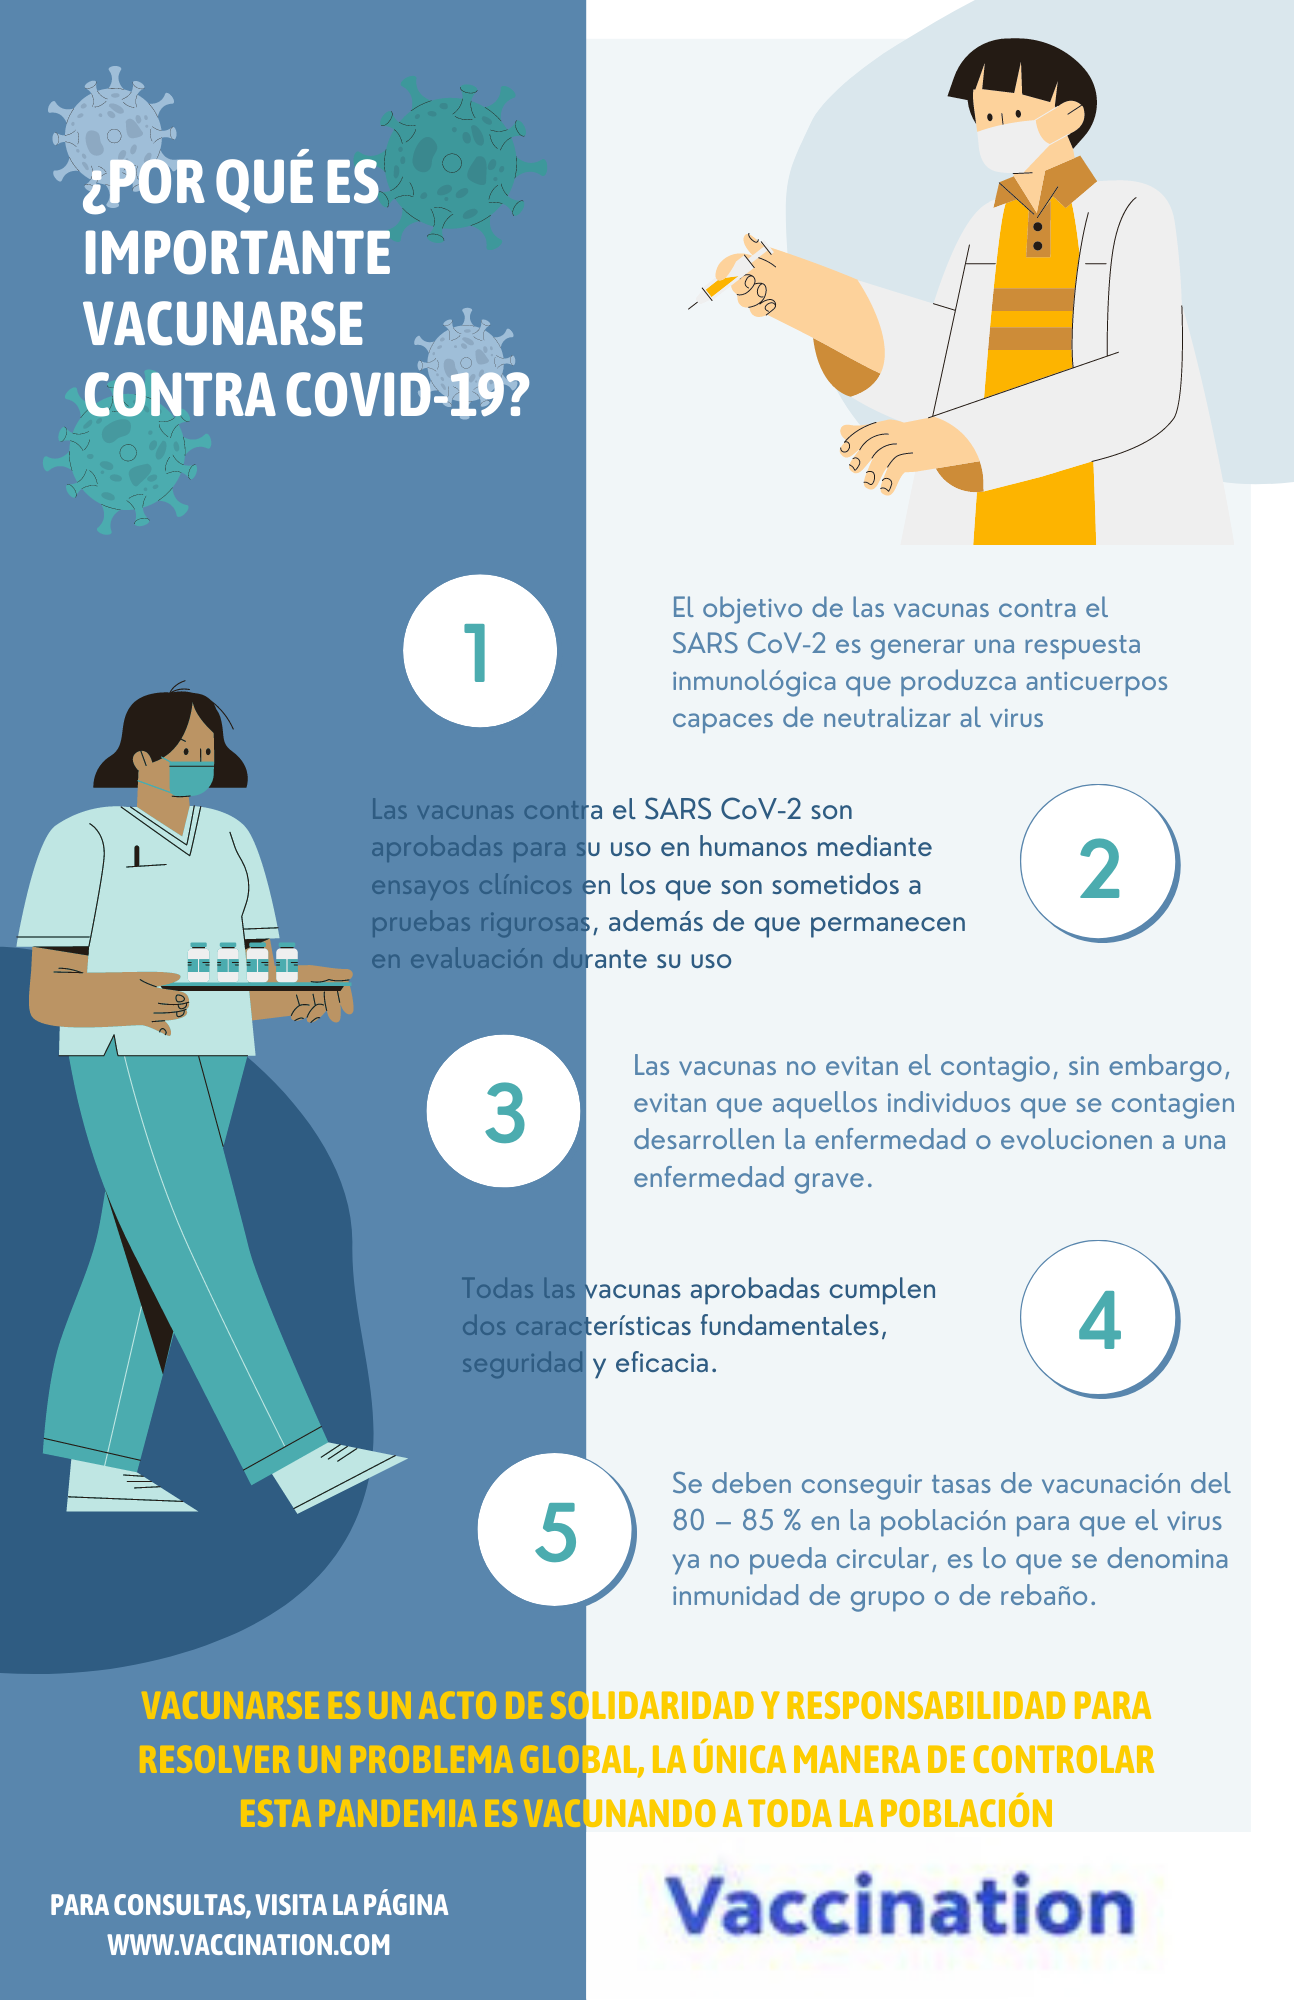 ¿POR QUÉ ES
IMPORTANTE
VACUNARSE
CONTRA COVID-19?
1
El objetivo de las vacunas contra el
SARS CoV-2 es generar una respuesta
inmunológica que produzca anticuerpos
capaces de neutralizar al virus
Las vacunas contra el SARS CoV-2 son
aprobadas para su uso en humanos mediante
ensayos clínicos en los que son sometidos a
pruebas rigurosas, además de que permanecen
en evaluación durante su uso
2
3
Las vacunas no evitan el contagio, sin embargo,
evitan que aquellos individuos que se contagien
desarrollen la enfermedad o evolucionen a una
enfermedad grave.
Todas las vacunas aprobadas cumplen
dos características fundamentales,
seguridad y eficacia.
4
5
Se deben conseguir tasas de vacunación del
80 – 85 % en la población para que el virus
ya no pueda circular, es lo que se denomina
inmunidad de grupo o de rebaño.
VACUNARSE ES UN ACTO DE SOLIDARIDAD Y RESPONSABILIDAD PARA
RESOLVER UN PROBLEMA GLOBAL, LA ÚNICA MANERA DE CONTROLAR
ESTA PANDEMIA ES VACUNANDO A TODA LA POBLACIÓN
PARA CONSULTAS, VISITA LA PÁGINA
WWW.VACCINATION.COM
Vaccination